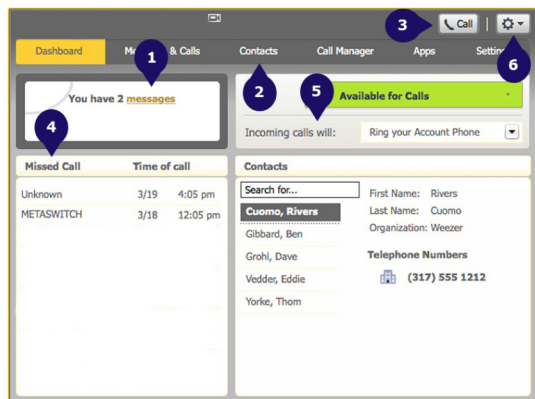 3
Call
Dashboard
& Calls
Contacts
Call Manager
Apps
1
2
5
6
You have 2 messages
Available for Calls
4
Incoming calls will:
Ring your Account Phone
Missed Call
Time of call
Contacts
Unknown
3/19
4:05 pm
METASWITCH
3/18
12:05 pm
Search for...
Cuomo, Rivers
Gibbard, Ben
Grohl, Dave
Vedder, Eddie
Yorke, Thom
First Name: Rivers
Last Name: Cuomo
Organization: Weezer
Telephone Numbers
(317) 555 1212